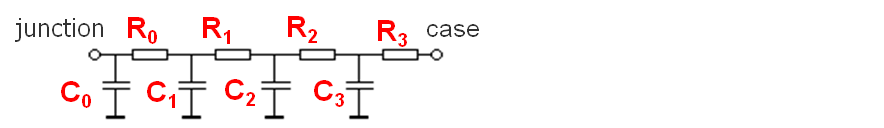 junction R0 R1 R2 R3 case
C0 C1 C2 C3